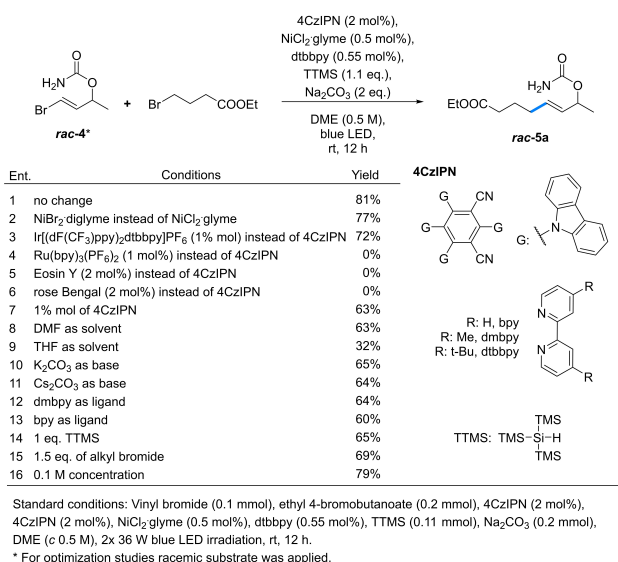 4CzIPN (2 mol%),
NiCl2·glyme (0.5 mol%),
dtbbpy (0.55 mol%),
TTMS (1.1 eq.),
Na2CO3 (2 eq.)
DME (0.5 M),
blue LED,
rt, 12 h
O
H2N O
Br
rac-4*
+
Br COOEt
O
H2N O
EtOOC
rac-5a
Ent. Conditions Yield
1 no change 81%
2 NiBr2·diglyme instead of NiCl2·glyme 77%
3 Ir[(dF(CF3)ppy)2dtbbpy]PF6 (1% mol) instead of 4CzIPN 72%
4 Ru(bpy)3(PF6)2 (1 mol%) instead of 4CzIPN 0%
5 Eosin Y (2 mol%) instead of 4CzIPN 0%
6 rose Bengal (2 mol%) instead of 4CzIPN 0%
7 1% mol of 4CzIPN 63%
8 DMF as solvent 63%
9 THF as solvent 32%
10 K2CO3 as base 65%
11 Cs2CO3 as base 64%
12 dmbpy as ligand 64%
13 bpy as ligand 60%
14 1 eq. TTMS 65%
15 1.5 eq. of alkyl bromide 69%
16 0.1 M concentration 79%
4CzIPN
G CN
G G
G CN
G: N
R: H, bpy
R: Me, dmbpy
R: t-Bu, dtbbpy
R
N
N
R
TMS
TTMS: TMS–Si–H
TMS
Standard conditions: Vinyl bromide (0.1 mmol), ethyl 4-bromobutanoate (0.2 mmol), 4CzIPN (2 mol%),
4CzIPN (2 mol%), NiCl2·glyme (0.5 mol%), dtbbpy (0.55 mol%), TTMS (0.11 mmol), Na2CO3 (0.2 mmol),
DME (c 0.5 M), 2x 36 W blue LED irradiation, rt, 12 h.
* For optimization studies racemic substrate was applied.